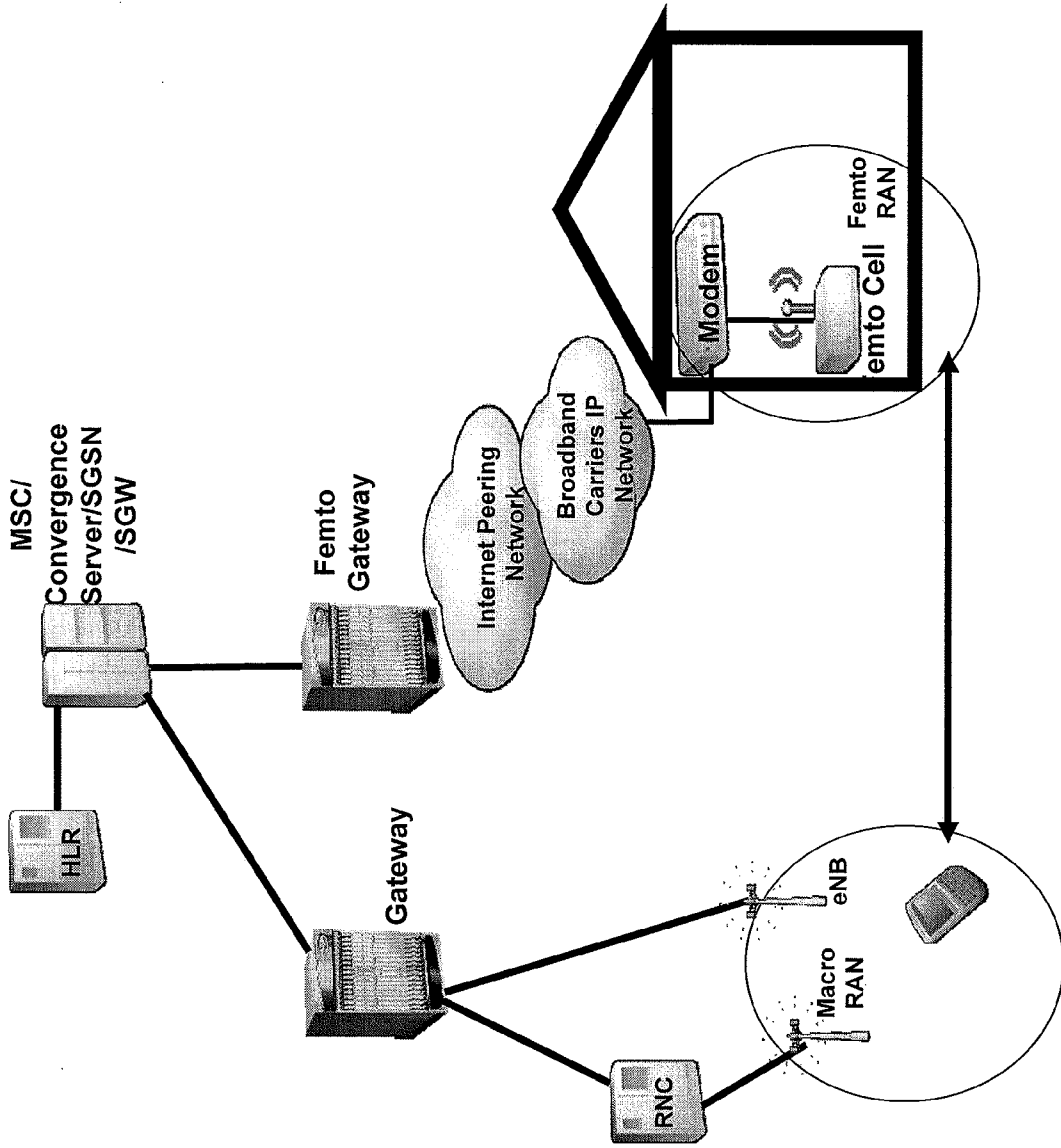 MSC/
Convergence
Server/SGSN
/SGW
HLR
Gateway
Femto
Gateway
Internet Peering
Network
Broadband
Carriers IP
Network
RNC
Macro
RAN
eNB
Modem
Femto Cell
Femto
RAN